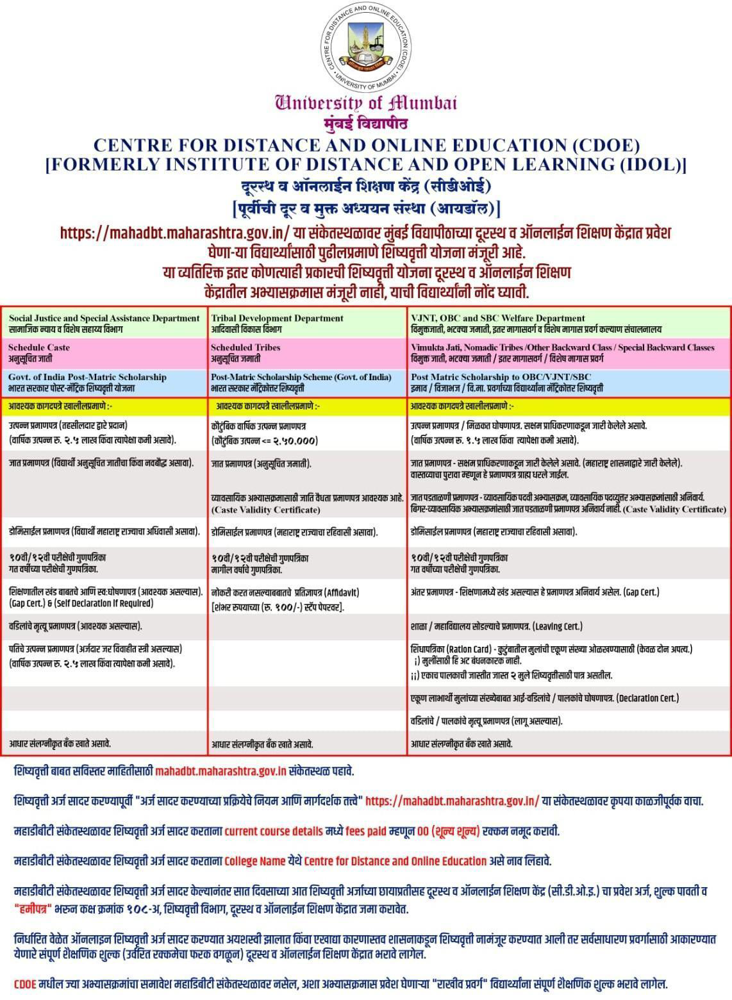 CENTRE FOR DISTANCE AND ONLINE EDUCATION (CDOE)
• UNIVERSITY OF MUMBAI •
University of Mumbai
मुंबई विद्यापीठ
CENTRE FOR DISTANCE AND ONLINE EDUCATION (CDOE)
[FORMERLY INSTITUTE OF DISTANCE AND OPEN LEARNING (IDOL)]
दूरस्थ व ऑनलाईन शिक्षण केंद्र (सीडीओई)
[पूर्वीची दूर व मुक्त अध्ययन संस्था (आयडॉल)]
https://mahadbt.maharashtra.gov.in/ या संकेतस्थळावर मुंबई विद्यापीठाच्या दूरस्थ व ऑनलाईन शिक्षण केंद्रात प्रवेश
घेणा-या विद्यार्थ्यांसाठी पुढीलप्रमाणे शिष्यवृत्ती योजना मंजूरी आहे.
या व्यतिरिक्त इतर कोणत्याही प्रकारची शिष्यवृत्ती योजना दूरस्थ व ऑनलाईन शिक्षण
केंद्रातील अभ्यासक्रमास मंजूरी नाही, याची विद्यार्थ्यांनी नोंद घ्यावी.
Social Justice and Special Assistance Department
सामाजिक न्याय व विशेष सहाय्य विभाग
Schedule Caste
अनुसूचित जाती
Govt. of India Post-Matric Scholarship
भारत सरकार पोस्ट-मॅट्रिक शिष्यवृत्ती योजना
आवश्यक कागदपत्रे खालीलप्रमाणे :-
उत्पन्न प्रमाणपत्र (तहसीलदार द्वारे प्रदान)
(वार्षिक उत्पन्न रु. २.५ लाख किंवा त्यापेक्षा कमी असावे).
जात प्रमाणपत्र (विद्यार्थी अनुसूचित जातीचा किंवा नवबौद्ध असावा).
डोमिसाईल प्रमाणपत्र (विद्यार्थी महाराष्ट्र राज्याचा अधिवासी असावा).
१०वी/१२वी परीक्षेची गुणपत्रिका
गत वर्षीच्या परीक्षेची गुणपत्रिका.
शिक्षणातील खंड बाबतचे आणि स्व:घोषणापत्र (आवश्यक असल्यास).
(Gap Cert.) & (Self Declaration If Required)
वडिलांचे मृत्यू प्रमाणपत्र (आवश्यक असल्यास).
पतिचे उत्पन्न प्रमाणपत्र (अर्जदार जर विवाहीत स्त्री असल्यास)
(वार्षिक उत्पन्न रु. २.५ लाख किंवा त्यापेक्षा कमी असावे).
आधार संलग्नीकृत बँक खाते असावे.
Tribal Development Department
आदिवासी विकास विभाग
Scheduled Tribes
अनुसूचित जमाती
Post-Matric Scholarship Scheme (Govt. of India)
भारत सरकार मॅट्रिकोत्तर शिष्यवृत्ती
आवश्यक कागदपत्रे खालीलप्रमाणे :-
कौटुंबिक वार्षिक उत्पन्न प्रमाणपत्र
(कौटुंबिक उत्पन्न <= २,५०,०००)
जात प्रमाणपत्र (अनुसूचित जमाती).
व्यावसायिक अभ्यासक्रमासाठी जाति वैधता प्रमाणपत्र आवश्यक आहे.
(Caste Validity Certificate)
डोमिसाईल प्रमाणपत्र (महाराष्ट्र राज्याचा रहिवासी असावा).
१०वी/१२वी परीक्षेची गुणपत्रिका
मागील वर्षाचे गुणपत्रिका.
नोकरी करत नसल्याबाबतचे प्रतिज्ञापत्र (Affidavit)
[शंभर रुपयाच्या (रु. १००/-) स्टॅप पेपरवर].
आधार संलग्नीकृत बँक खाते असावे.
VJNT, OBC and SBC Welfare Department
विमुक्तजाती, भटक्या जमाती, इतर मागासवर्ग व विशेष मागास प्रवर्ग कल्याण संचालनालय
Vimukta Jati, Nomadic Tribes /Other Backward Class / Special Backward Classes
विमुक्त जाती, भटक्या जमाती / इतर मागासवर्ग / विशेष मागास प्रवर्ग
Post Matric Scholarship to OBC/VJNT/SBC
इमाव / विजाभज / वि.मा. प्रवर्गाच्या विद्यार्थ्यांना मॅट्रिकोत्तर शिष्यवृत्ती
आवश्यक कागदपत्रे खालीलप्रमाणे :-
उत्पन्न प्रमाणपत्र / मिळकत घोषणापत्र. सक्षम प्राधिकरणाकडून जारी केलेले असावे.
(वार्षिक उत्पन्न रु. १.५ लाख किंवा त्यापेक्षा कमी असावे).
जात प्रमाणपत्र - सक्षम प्राधिकरणाकडून जारी केलेले असावे. (महाराष्ट्र शासनाद्वारे जारी केलेले).
वास्तव्याचा पुरावा म्हणून हे प्रमाणपत्र ग्राह्य धरले जाईल.
जात पडताळणी प्रमाणपत्र - व्यावसायिक पदवी अभ्यासक्रम, व्यावसायिक पदव्युत्तर अभ्यासक्रमांसाठी अनिवार्य.
बिगर-व्यावसायिक अभ्यासक्रमांसाठी जात पडताळणी प्रमाणपत्र अनिवार्य नाही. (Caste Validity Certificate)
डोमिसाईल प्रमाणपत्र (महाराष्ट्र राज्याचा रहिवासी असावा).
१०वी/१२वी परीक्षेची गुणपत्रिका
गत वर्षीच्या परीक्षेची गुणपत्रिका.
अंतर प्रमाणपत्र - शिक्षणामध्ये खंड असल्यास हे प्रमाणपत्र अनिवार्य असेल. (Gap Cert.)
शाळा / महाविद्यालय सोडल्याचे प्रमाणपत्र. (Leaving Cert.)
शिधापत्रिका (Ration Card) - कुटुंबातील मुलांची एकूण संख्या ओळखण्यासाठी (केवळ दोन अपत्य.)
i) मुलींसाठी हि अट बंधनकारक नाही.
ii) एकाच पालकाची जास्तीत जास्त २ मुले शिष्यवृत्तीसाठी पात्र असतील.
एकूण लाभार्थी मुलांच्या संख्येबाबत आई-वडिलांचे / पालकांचे घोषणापत्र. (Declaration Cert.)
वडिलांचे / पालकांचे मृत्यू प्रमाणपत्र (लागू असल्यास).
आधार संलग्नीकृत बँक खाते असावे.
शिष्यवृत्ती बाबत सविस्तर माहितीसाठी mahadbt.maharashtra.gov.in संकेतस्थळ पहावे.
शिष्यवृत्ती अर्ज सादर करण्यापूर्वी "अर्ज सादर करण्याच्या प्रक्रियेचे नियम आणि मार्गदर्शक तत्त्वे" https://mahadbt.maharashtra.gov.in/ या संकेतस्थळावर कृपया काळजीपूर्वक वाचा.
महाडीबीटी संकेतस्थळावर शिष्यवृत्ती अर्ज सादर करताना current course details मध्ये fees paid म्हणून 00 (शून्य शून्य) रक्कम नमूद करावी.
महाडीबीटी संकेतस्थळावर शिष्यवृत्ती अर्ज सादर करताना College Name येथे Centre for Distance and Online Education असे नाव लिहावे.
महाडीबीटी संकेतस्थळावर शिष्यवृत्ती अर्ज सादर केल्यानंतर सात दिवसाच्या आत शिष्यवृत्ती अर्जाच्या छायाप्रतीसह दूरस्थ व ऑनलाईन शिक्षण केंद्र (सी.डी.ओ.इ.) चा प्रवेश अर्ज, शुल्क पावती व
"हमीपत्र" भरुन कक्ष क्रमांक १०८-अ, शिष्यवृत्ती विभाग, दूरस्थ व ऑनलाईन शिक्षण केंद्रात जमा करावेत.
निर्धारित वेळेत ऑनलाइन शिष्यवृत्ती अर्ज सादर करण्यात अयशस्वी झालात किंवा एखाद्या कारणास्तव शासनाकडून शिष्यवृत्ती नामंजूर करण्यात आली तर सर्वसाधारण प्रवर्गासाठी आकारण्यात
येणारे संपूर्ण शैक्षणिक शुल्क (उर्वरित रक्कमेचा फरक वगळून) दूरस्थ व ऑनलाईन शिक्षण केंद्रात भरावे लागेल.
CDOE मधील ज्या अभ्यासक्रमांचा समावेश महाडिबीटी संकेतस्थळावर नसेल, अशा अभ्यासक्रमास प्रवेश घेणाऱ्या "राखीव प्रवर्ग" विद्यार्थ्यांना संपूर्ण शैक्षणिक शुल्क भरावे लागेल.